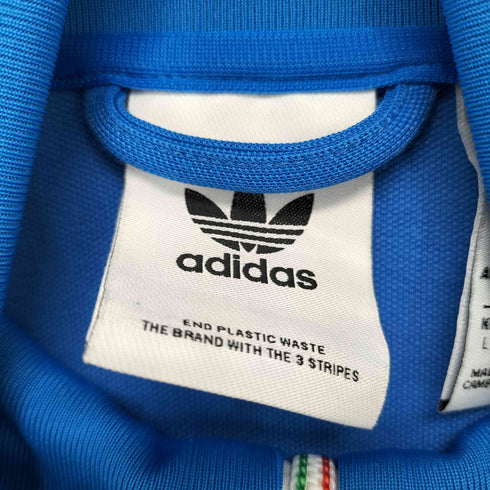 adidas
END PLASTIC WASTE
THE BRAND WITH THE 3 STRIPES